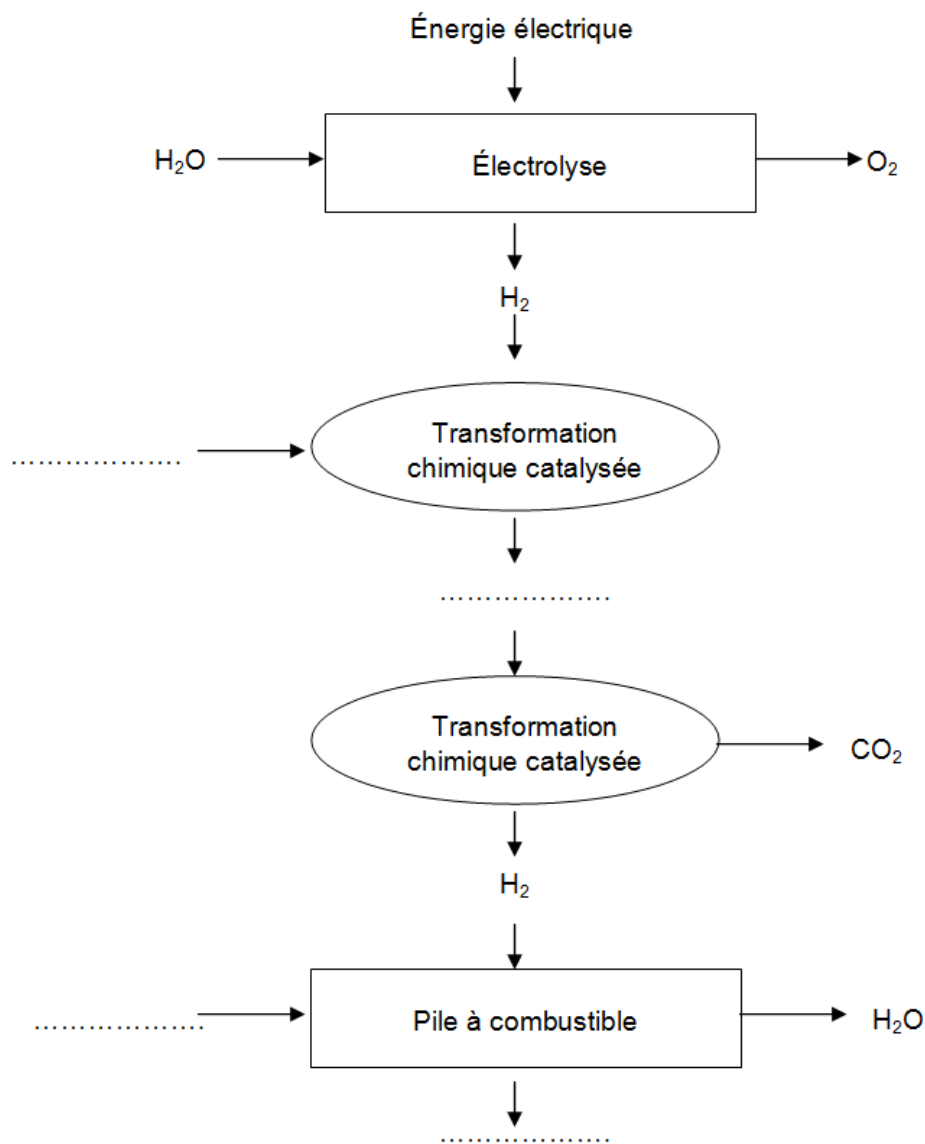 Énergie électrique
H₂O
Électrolyse
O₂
H₂
Transformation
chimique catalysée
……………….
……………….
Transformation
chimique catalysée
CO₂
H₂
……………….
Pile à combustible
H₂O
……………….